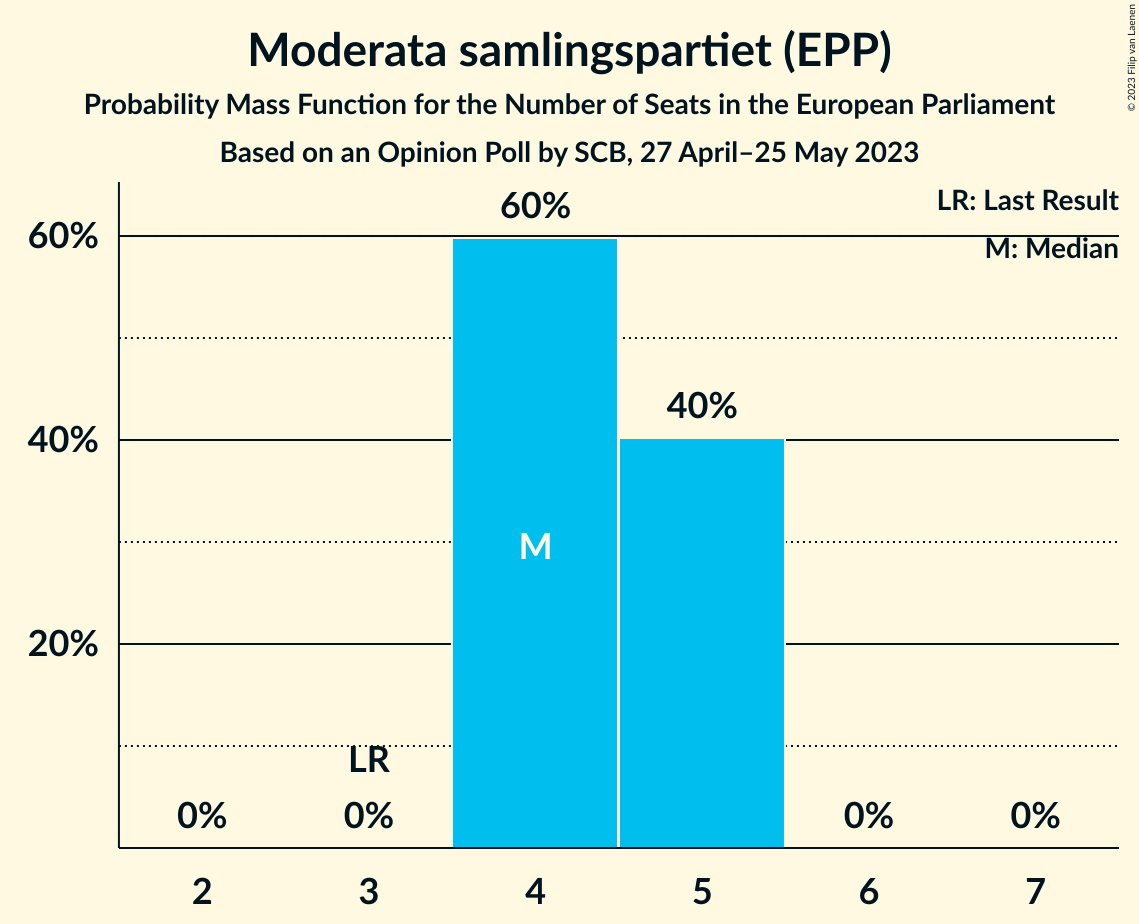 Moderata samlingspartiet (EPP)
Probability Mass Function for the Number of Seats in the European Parliament
Based on an Opinion Poll by SCB, 27 April–25 May 2023
© 2023 Filip van Laenen
LR: Last Result
M: Median
60%
40%
20%
60%
40%
M
LR
0%
0%
0%
0%
2
3
4
5
6
7